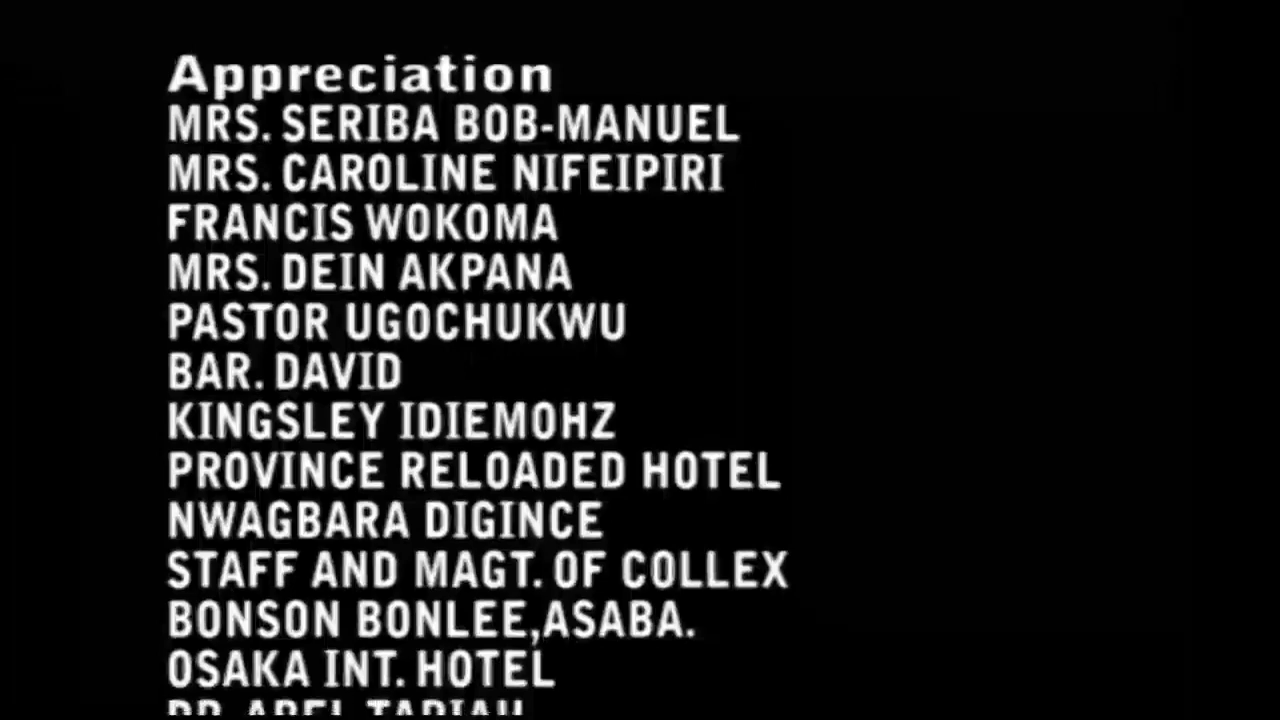 Appreciation
MRS. SERIBA BOB-MANUEL
MRS. CAROLINE NIFEIPIRI
FRANCIS WOKOMA
MRS. DEIN AKPANA
PASTOR UGOCHUKWU
BAR. DAVID
KINGSLEY IDIEMOHZ
PROVINCE RELOADED HOTEL
NWAGBARA DIGINCE
STAFF AND MAGT. OF COLLEX
BONSON BONLEE,ASABA.
OSAKA INT. HOTEL